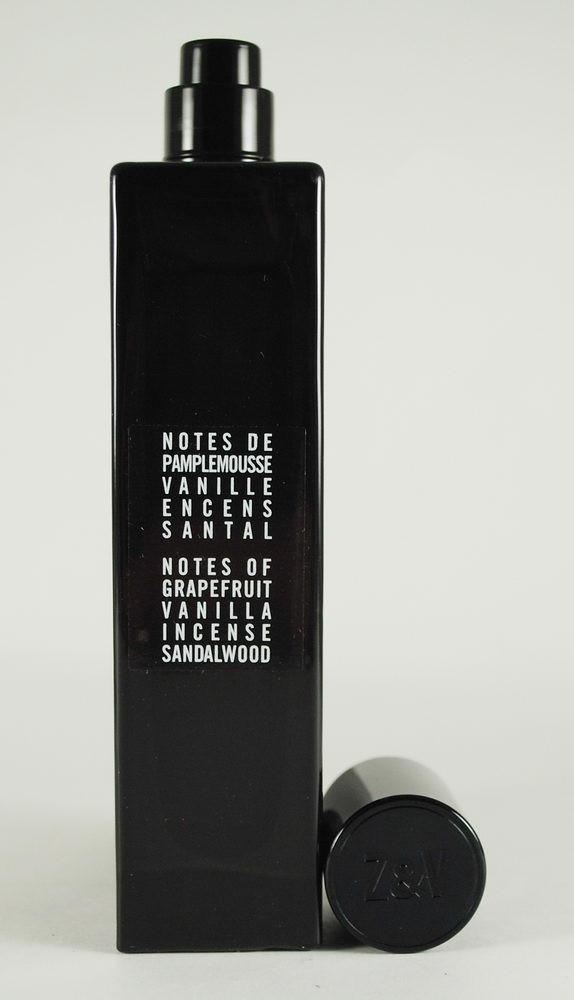 NOTES DE
PAMPLEMOUSSE
VANILLE
ENCENS
SANTAL
NOTES OF
GRAPEFRUIT
VANILLA
INCENSE
SANDALWOOD
Z&V